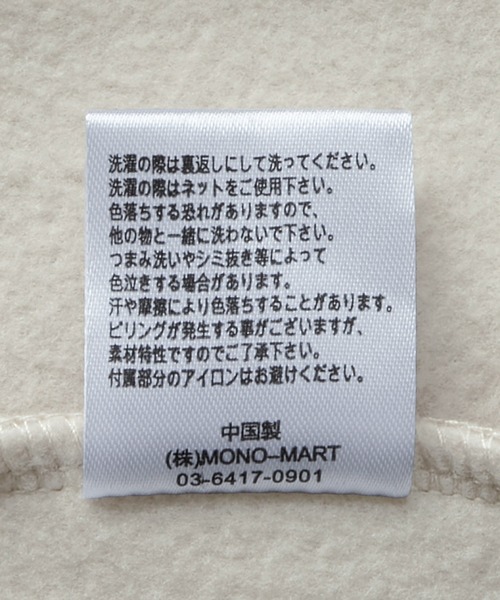 洗濯の際は裏返しにして洗ってください。
洗濯の際はネットをご使用下さい。
色落ちする恐れがありますので、
他の物と一緒に洗わないで下さい。
つまみ洗いやシミ抜き等によって
色泣きする場合があります。
汗や摩擦により色落ちすることがあります。
ピリングが発生する事がございますが、
素材特性ですのでご了承下さい。
付属部分のアイロンはお避けください。
中国製
(株)MONO-MART
03-6417-0901